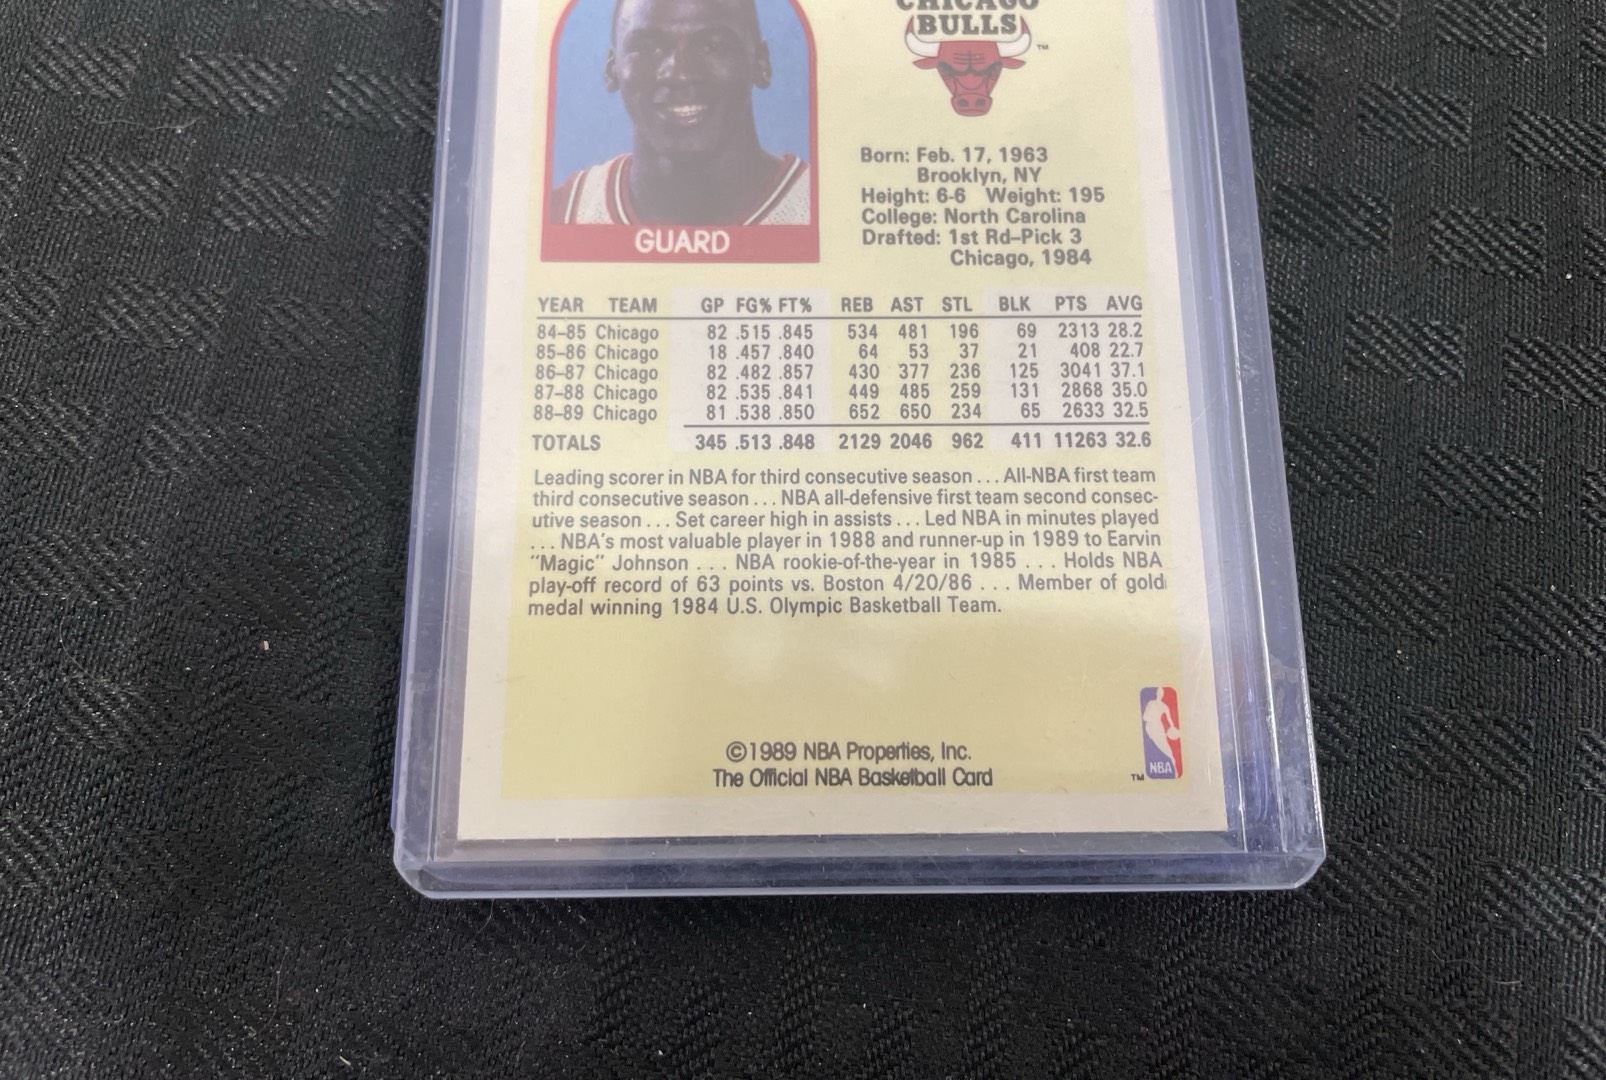 CHICAGO
BULLS
TM
Born: Feb. 17, 1963
Brooklyn, NY
Height: 6-6 Weight: 195
College: North Carolina
Drafted: 1st Rd–Pick 3
Chicago, 1984
GUARD
YEAR TEAM GP FG% FT% REB AST STL BLK PTS AVG
84–85 Chicago 82 .515 .845 534 481 196 69 2313 28.2
85–86 Chicago 18 .457 .840 64 53 37 21 408 22.7
86–87 Chicago 82 .482 .857 430 377 236 125 3041 37.1
87–88 Chicago 82 .535 .841 449 485 259 131 2868 35.0
88–89 Chicago 81 .538 .850 652 650 234 65 2633 32.5
TOTALS 345 .513 .848 2129 2046 962 411 11263 32.6
Leading scorer in NBA for third consecutive season . . . All-NBA first team
third consecutive season . . . NBA all-defensive first team second consec-
utive season . . . Set career high in assists . . . Led NBA in minutes played
. . . NBA's most valuable player in 1988 and runner-up in 1989 to Earvin
"Magic" Johnson . . . NBA rookie-of-the-year in 1985 . . . Holds NBA
play-off record of 63 points vs. Boston 4/20/86 . . . Member of gold
medal winning 1984 U.S. Olympic Basketball Team.
©1989 NBA Properties, Inc.
The Official NBA Basketball Card
TM NBA